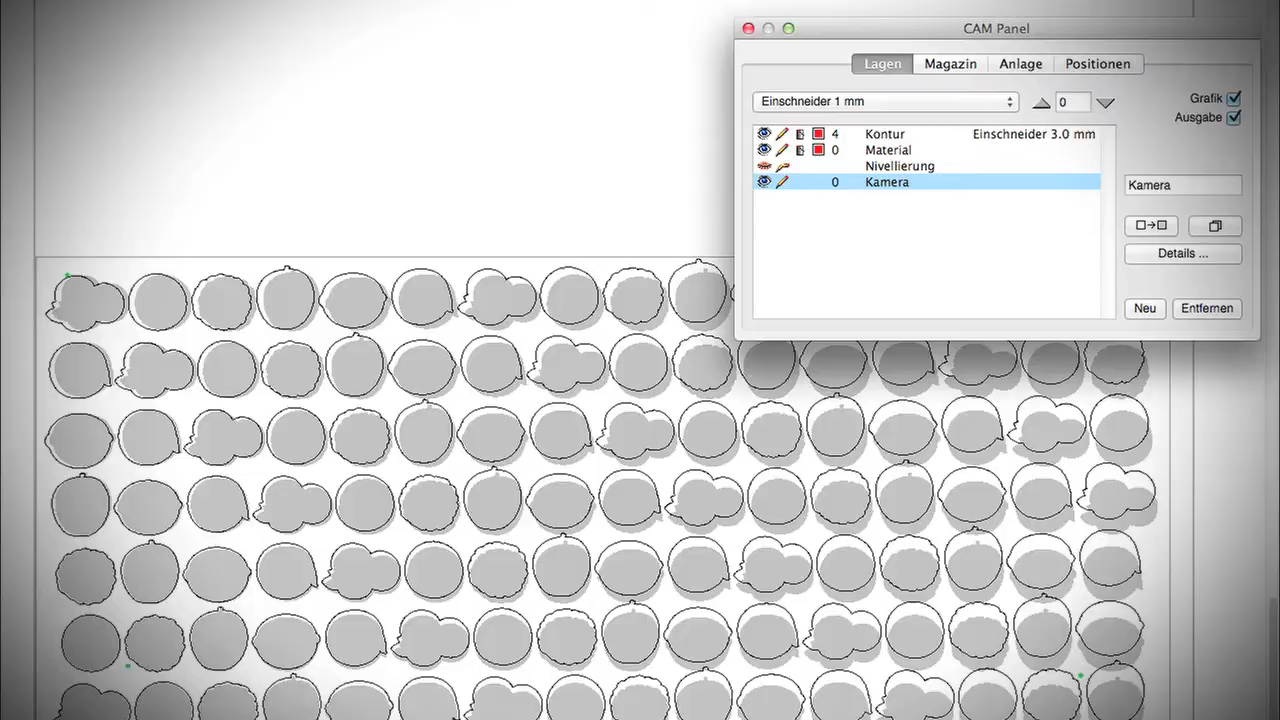 CAM Panel
Lagen Magazin Anlage Positionen
Einschneider 1 mm 0 Grafik
Ausgabe
4 Kontur Einschneider 3.0 mm
0 Material
Nivellierung
0 Kamera
Kamera
Details ...
Neu Entfernen